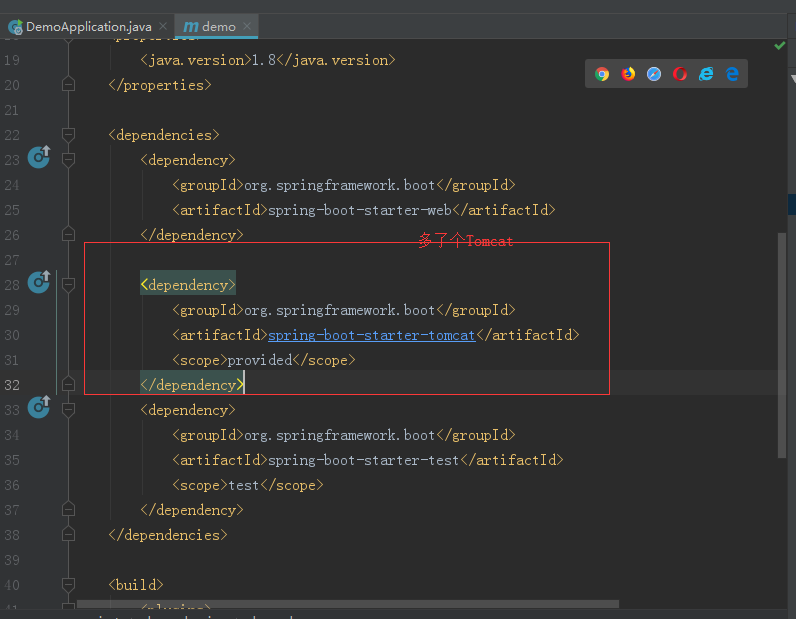 DemoApplication.java
demo
19 <java.version>1.8</java.version>
20 </properties>
21
22 <dependencies>
23 <dependency>
24 <groupId>org.springframework.boot</groupId>
25 <artifactId>spring-boot-starter-web</artifactId>
26 </dependency>
多了个Tomcat
27
28 <dependency>
29 <groupId>org.springframework.boot</groupId>
30 <artifactId>spring-boot-starter-tomcat</artifactId>
31 <scope>provided</scope>
32 </dependency>
33 <dependency>
34 <groupId>org.springframework.boot</groupId>
35 <artifactId>spring-boot-starter-test</artifactId>
36 <scope>test</scope>
37 </dependency>
38 </dependencies>
39
40 <build>